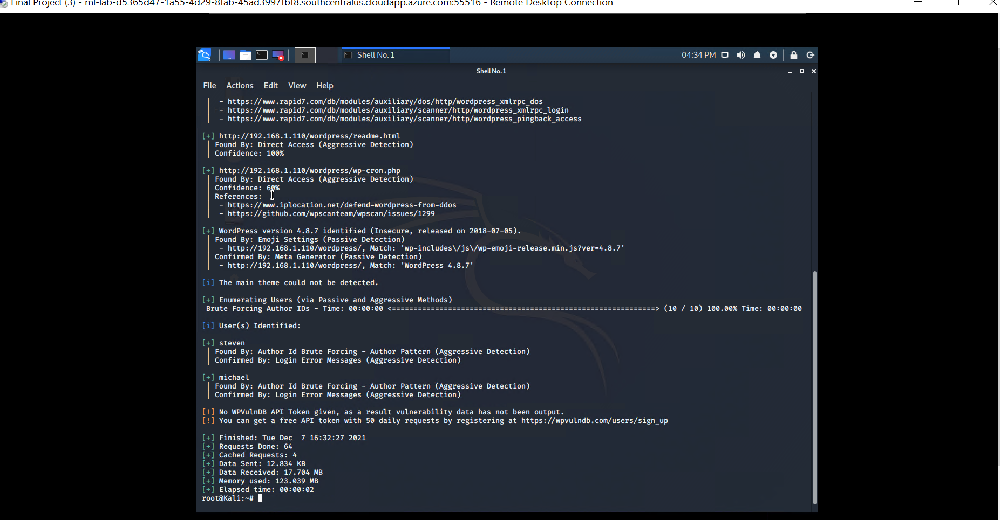 Final Project (3) - ml-lab-d5365d47-1a55-4d29-8fab-45ad3997fbf8.southcentralus.cloudapp.azure.com:55516 - Remote Desktop Connection
Shell No. 1
04:34 PM
Shell No. 1
File Actions Edit View Help
- https://www.rapid7.com/db/modules/auxiliary/dos/http/wordpress_xmlrpc_dos
- https://www.rapid7.com/db/modules/auxiliary/scanner/http/wordpress_xmlrpc_login
- https://www.rapid7.com/db/modules/auxiliary/scanner/http/wordpress_pingback_access
[+] http://192.168.1.110/wordpress/readme.html
| Found By: Direct Access (Aggressive Detection)
| Confidence: 100%
[+] http://192.168.1.110/wordpress/wp-cron.php
| Found By: Direct Access (Aggressive Detection)
| Confidence: 60%
| References:
|  - https://www.iplocation.net/defend-wordpress-from-ddos
|  - https://github.com/wpscanteam/wpscan/issues/1299
[+] WordPress version 4.8.7 identified (Insecure, released on 2018-07-05).
| Found By: Emoji Settings (Passive Detection)
|  - http://192.168.1.110/wordpress/, Match: 'wp-includes\/js\/wp-emoji-release.min.js?ver=4.8.7'
| Confirmed By: Meta Generator (Passive Detection)
|  - http://192.168.1.110/wordpress/, Match: 'WordPress 4.8.7'
[i] The main theme could not be detected.
[+] Enumerating Users (via Passive and Aggressive Methods)
Brute Forcing Author IDs - Time: 00:00:00 <=============================================================> (10 / 10) 100.00% Time: 00:00:00
[i] User(s) Identified:
[+] steven
| Found By: Author Id Brute Forcing - Author Pattern (Aggressive Detection)
| Confirmed By: Login Error Messages (Aggressive Detection)
[+] michael
| Found By: Author Id Brute Forcing - Author Pattern (Aggressive Detection)
| Confirmed By: Login Error Messages (Aggressive Detection)
[!] No WPVulnDB API Token given, as a result vulnerability data has not been output.
[!] You can get a free API token with 50 daily requests by registering at https://wpvulndb.com/users/sign_up
[+] Finished: Tue Dec  7 16:32:27 2021
[+] Requests Done: 64
[+] Cached Requests: 4
[+] Data Sent: 12.834 KB
[+] Data Received: 17.704 MB
[+] Memory used: 123.039 MB
[+] Elapsed time: 00:00:02
root@Kali:~#